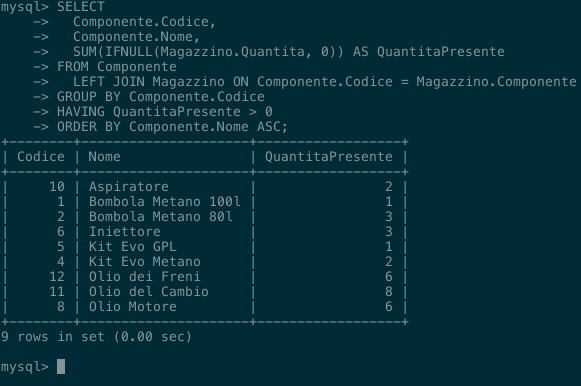 mysql> SELECT
    ->   Componente.Codice,
    ->   Componente.Nome,
    ->   SUM(IFNULL(Magazzino.Quantita, 0)) AS QuantitaPresente
    -> FROM Componente
    ->   LEFT JOIN Magazzino ON Componente.Codice = Magazzino.Componente
    -> GROUP BY Componente.Codice
    -> HAVING QuantitaPresente > 0
    -> ORDER BY Componente.Nome ASC;
+--------+--------------------+------------------+
| Codice | Nome               | QuantitaPresente |
+--------+--------------------+------------------+
|     10 | Aspiratore         |                2 |
|      1 | Bombola Metano 100l |                1 |
|      2 | Bombola Metano 80l |                3 |
|      6 | Iniettore          |                3 |
|      5 | Kit Evo GPL        |                1 |
|      4 | Kit Evo Metano     |                2 |
|     12 | Olio dei Freni     |                6 |
|     11 | Olio del Cambio    |                8 |
|      8 | Olio Motore        |                6 |
+--------+--------------------+------------------+
9 rows in set (0.00 sec)
mysql>